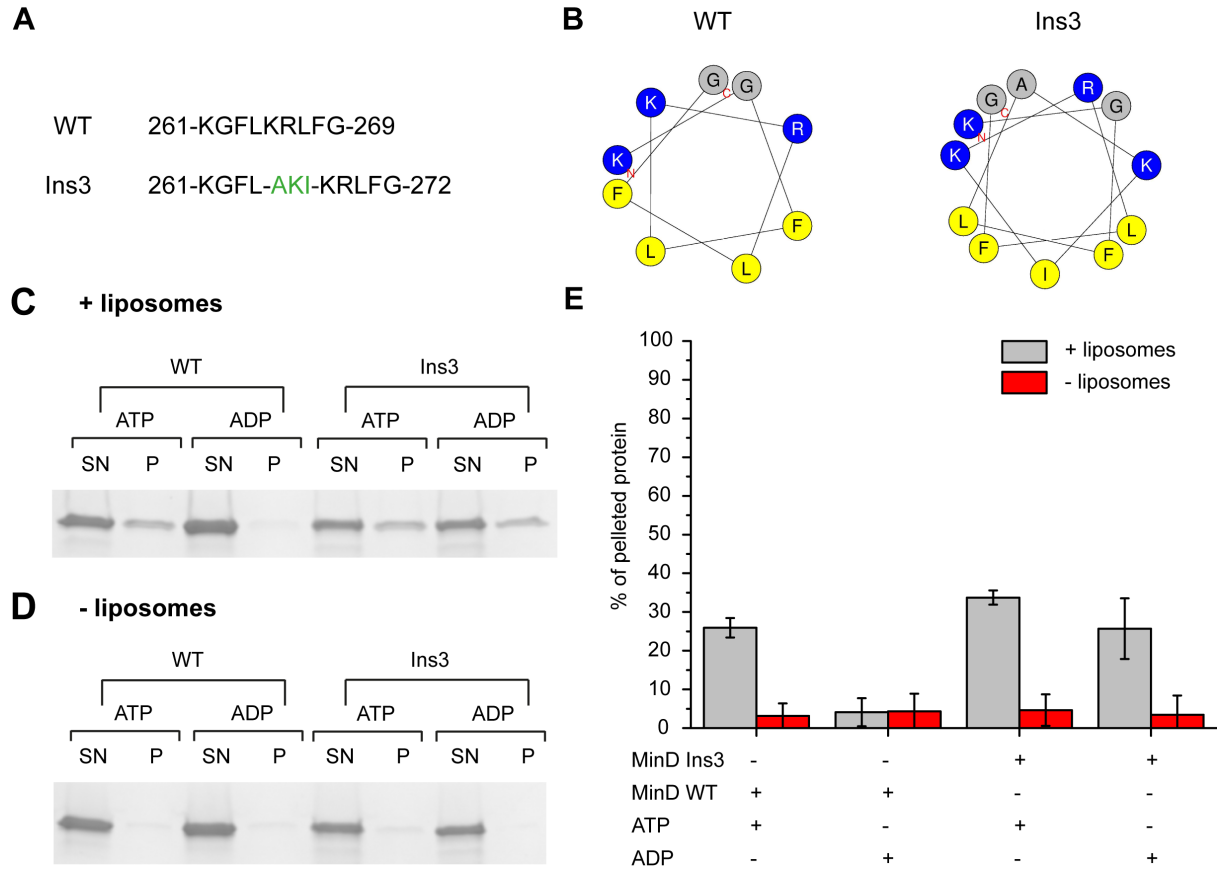 A
WT 261-KGFLKRLFG-269
Ins3 261-KGFL-AKI-KRLFG-272
B
WT Ins3
G G K R K F F L L C N
G A R G K K K L F L F I C N
C + liposomes
WT Ins3
ATP ADP ATP ADP
SN P SN P SN P SN P
D - liposomes
WT Ins3
ATP ADP ATP ADP
SN P SN P SN P SN P
E
+ liposomes
- liposomes
% of pelleted protein
100
90
80
70
60
50
40
30
20
10
0
MinD Ins3 - - + +
MinD WT + + - -
ATP + - + -
ADP - + - +